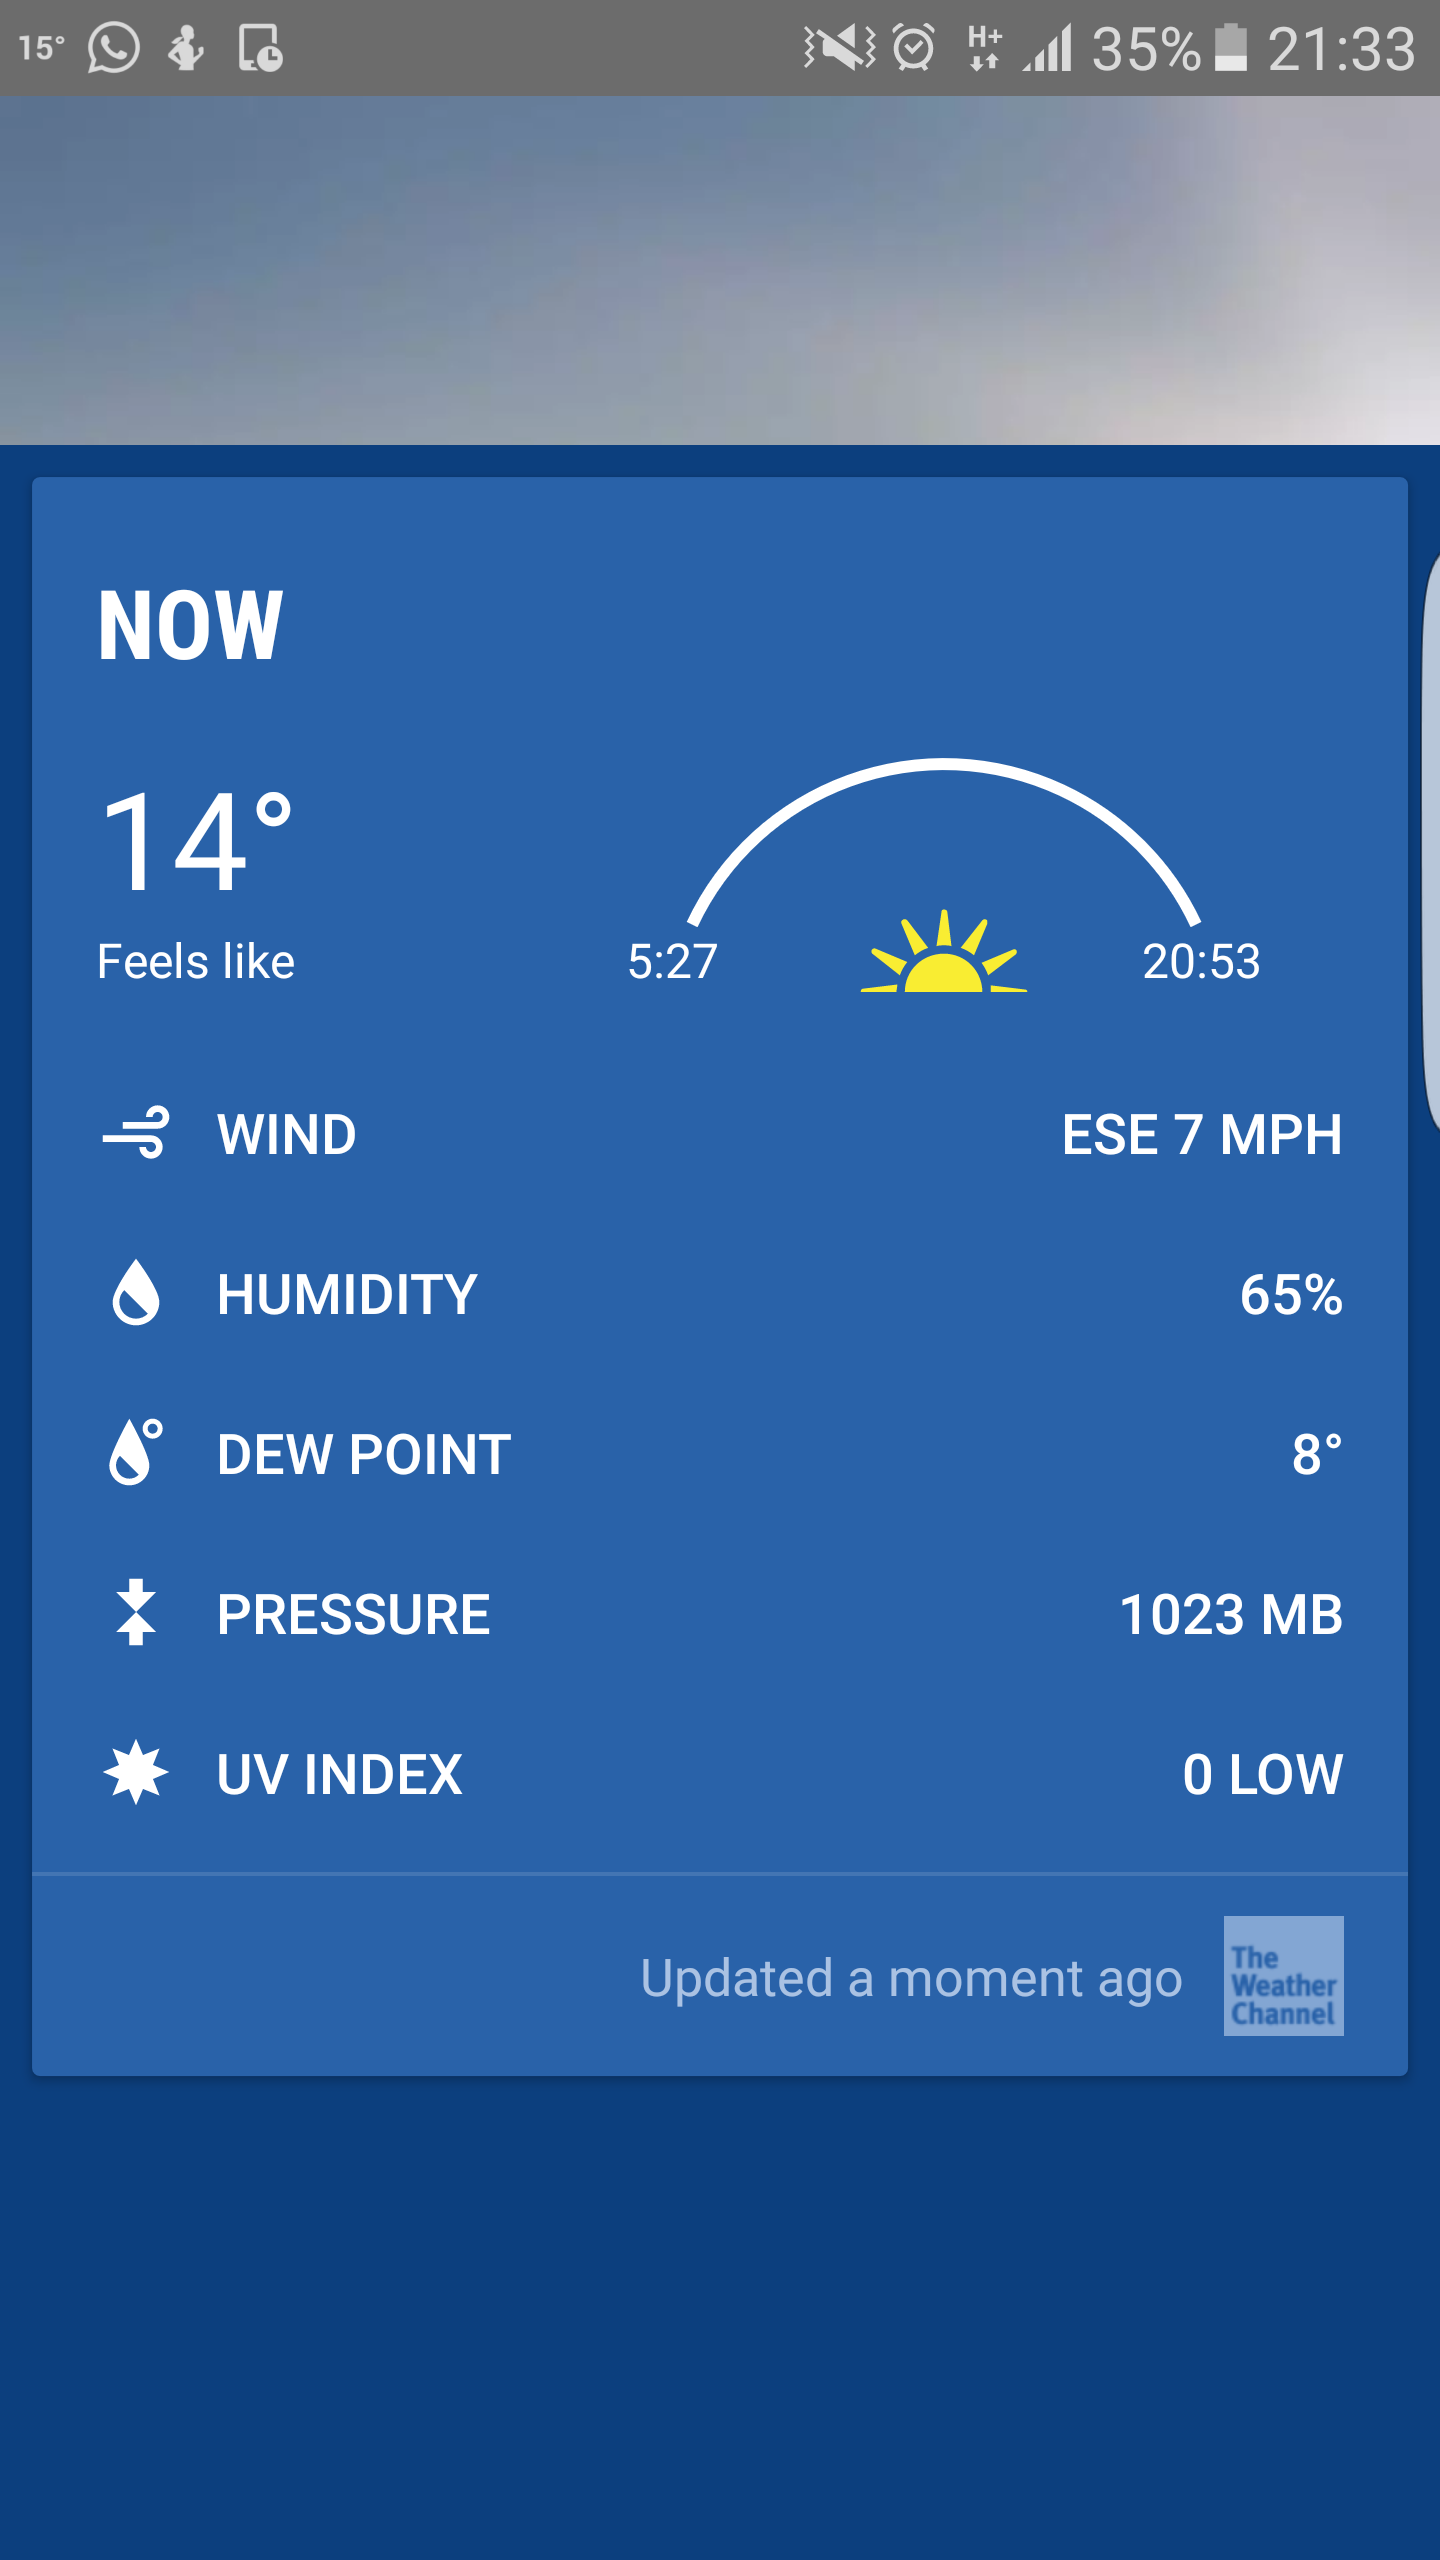 15° H+ 35% 21:33
NOW
14°
Feels like 5:27 20:53
WIND ESE 7 MPH
HUMIDITY 65%
DEW POINT 8°
PRESSURE 1023 MB
UV INDEX 0 LOW
Updated a moment ago
The
Weather
Channel